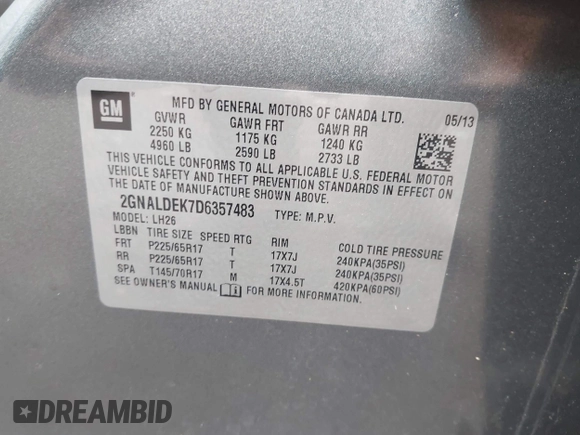 GM
MFD BY GENERAL MOTORS OF CANADA LTD. 05/13
GVWR GAWR FRT GAWR RR
2250 KG 1175 KG 1240 KG
4960 LB 2590 LB 2733 LB
THIS VEHICLE CONFORMS TO ALL APPLICABLE U.S. FEDERAL MOTOR
VEHICLE SAFETY AND THEFT PREVENTION STANDARDS IN EFFECT ON
THE DATE OF MANUFACTURE SHOWN ABOVE.
2GNALDEK7D6357483 TYPE: M.P.V.
MODEL: LH26
LBBN TIRE SIZE SPEED RTG RIM COLD TIRE PRESSURE
FRT P225/65R17 T 17X7J 240KPA(35PSI)
RR P225/65R17 T 17X7J 240KPA(35PSI)
SPA T145/70R17 M 17X4.5T 420KPA(60PSI)
SEE OWNER'S MANUAL FOR MORE INFORMATION.
DREAMBID